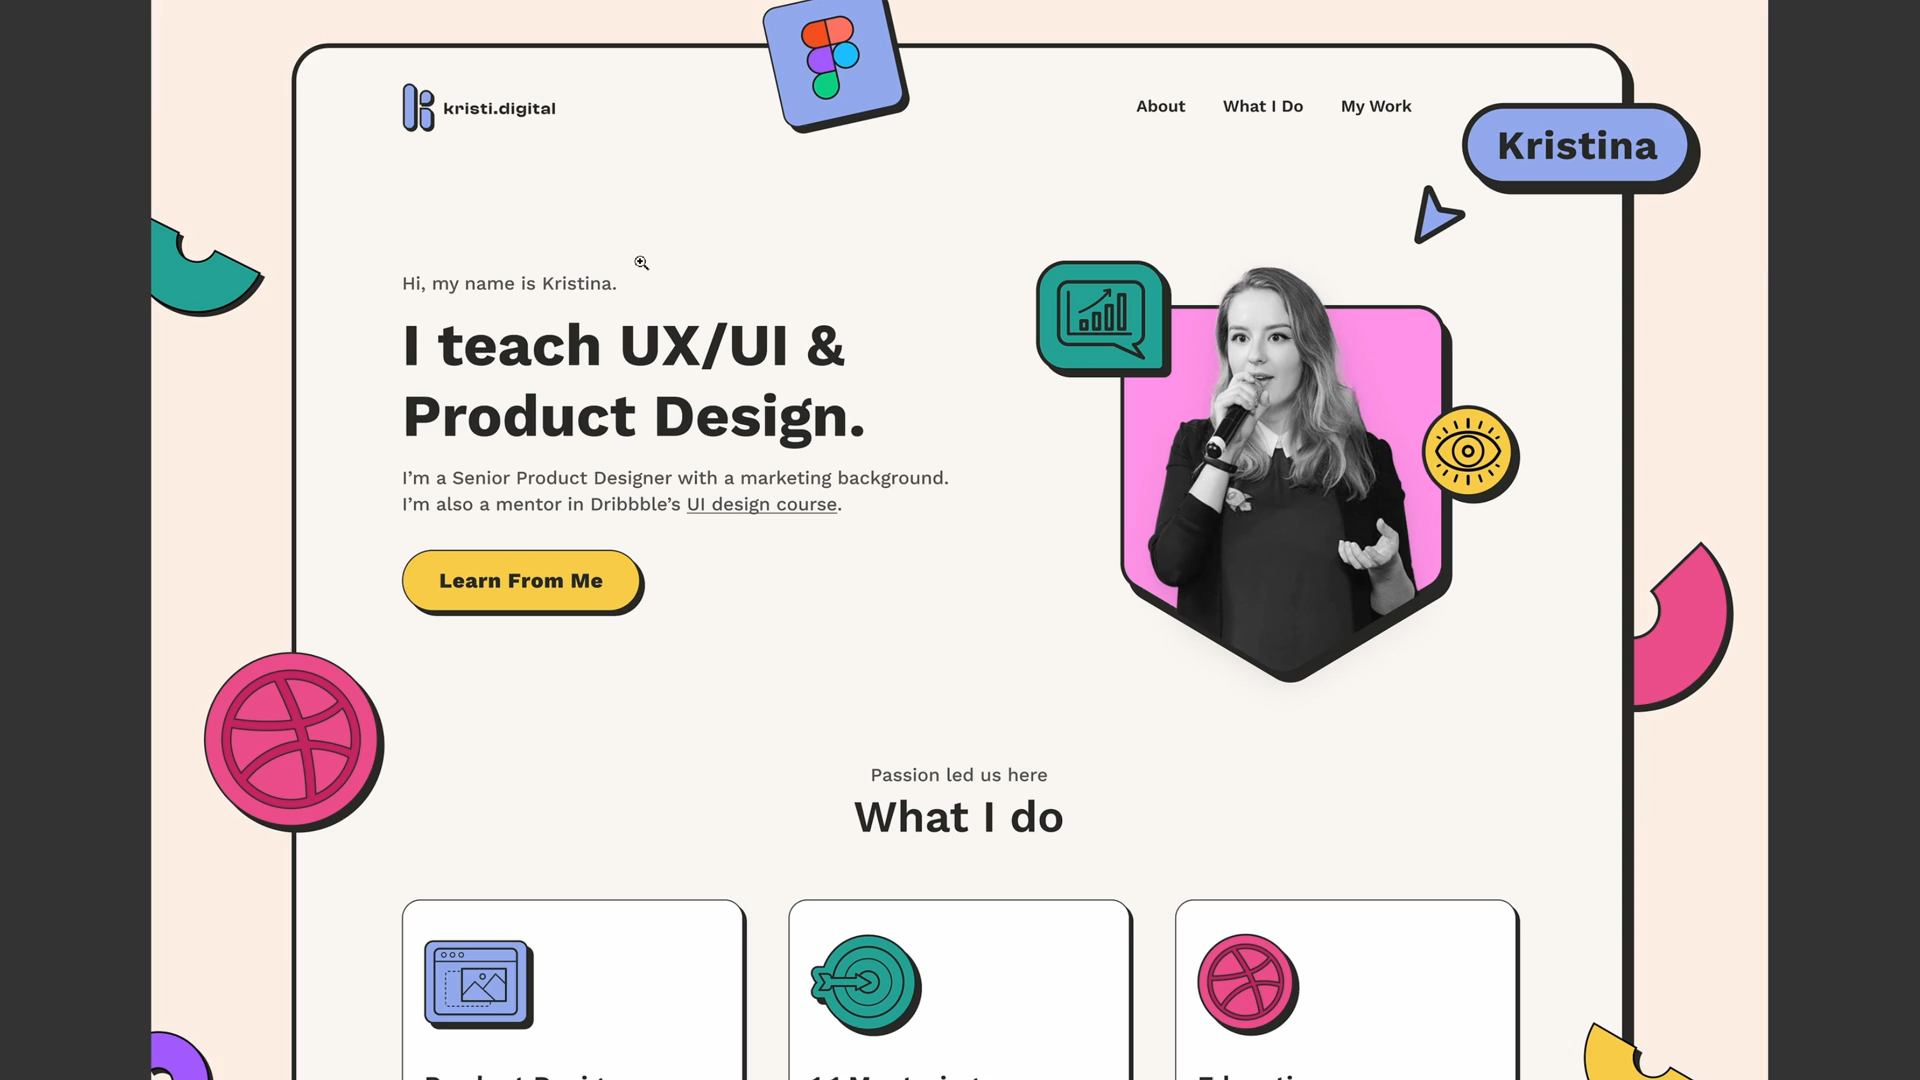 kristi.digital
About
What I Do
My Work
Kristina
Hi, my name is Kristina.
I teach UX/UI &
Product Design.
I’m a Senior Product Designer with a marketing background.
I’m also a mentor in Dribbble’s UI design course.
Learn From Me
Passion led us here
What I do